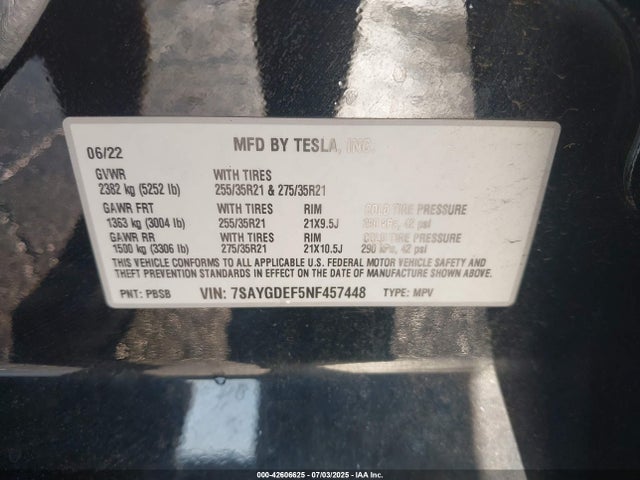 06/22 MFD BY TESLA, INC.
GVWR WITH TIRES
2382 kg (5252 lb) 255/35R21 & 275/35R21
GAWR FRT WITH TIRES RIM COLD TIRE PRESSURE
1363 kg (3004 lb) 255/35R21 21X9.5J 290 kPa, 42 psi
GAWR RR WITH TIRES RIM COLD TIRE PRESSURE
1500 kg (3306 lb) 275/35R21 21X10.5J 290 kPa, 42 psi
THIS VEHICLE CONFORMS TO ALL APPLICABLE U.S. FEDERAL MOTOR VEHICLE SAFETY AND
THEFT PREVENTION STANDARDS IN EFFECT ON THE DATE OF MANUFACTURE SHOWN ABOVE.
PNT: PBSB VIN: 7SAYGDEF5NF457448 TYPE: MPV
000-42606625 - 07/03/2025 - IAA Inc.